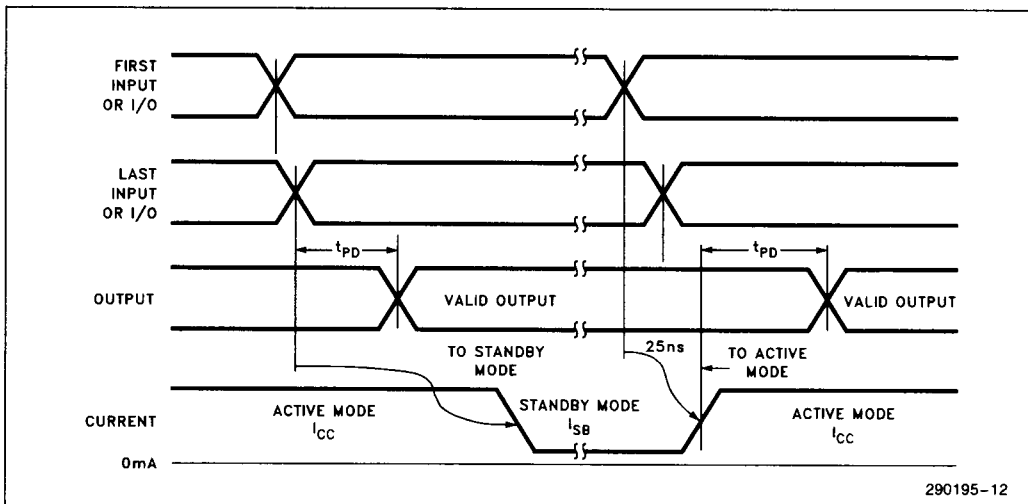 FIRST
INPUT
OR I/O
LAST
INPUT
OR I/O
tPD
tPD
OUTPUT
VALID OUTPUT
VALID OUTPUT
TO STANDBY
MODE
25ns
TO ACTIVE
MODE
CURRENT
ACTIVE MODE
ICC
STANDBY MODE
ISB
ACTIVE MODE
ICC
0mA
290195-12